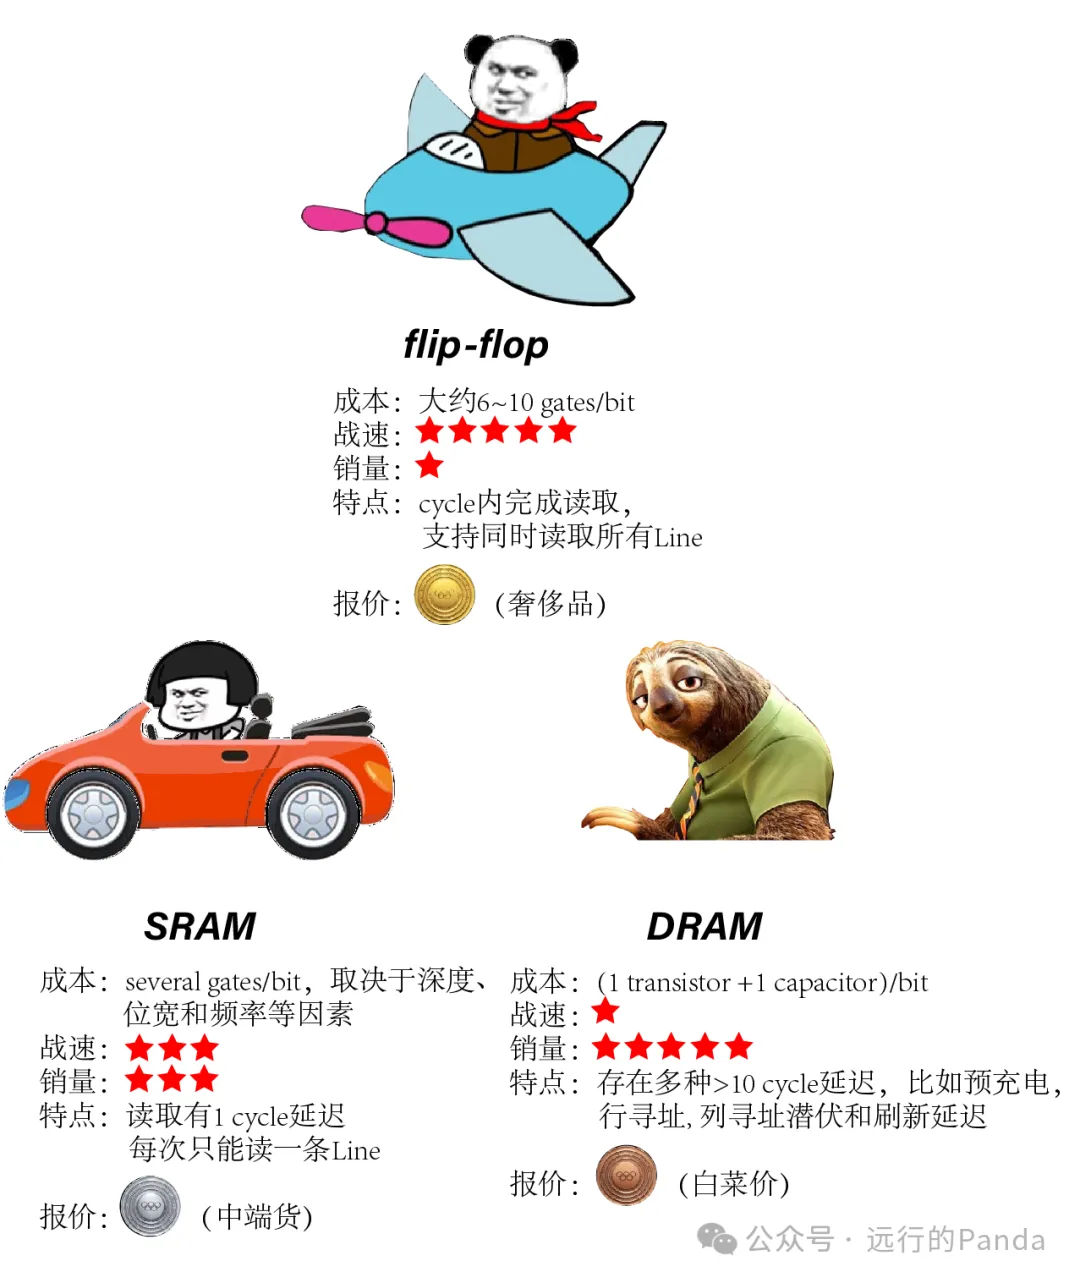 flip-flop
成本：大约6~10 gates/bit
战速：
销量：
特点：cycle内完成读取，
支持同时读取所有Line
报价：（奢侈品）
SRAM
成本：several gates/bit，取决于深度、
位宽和频率等因素
战速：
销量：
特点：读取有1 cycle延迟
每次只能读一条Line
报价：（中端货）
DRAM
成本：(1 transistor +1 capacitor)/bit
战速：
销量：
特点：存在多种>10 cycle延迟，比如预充电，
行寻址, 列寻址潜伏和刷新延迟
报价：（白菜价）
公众号 · 远行的Panda